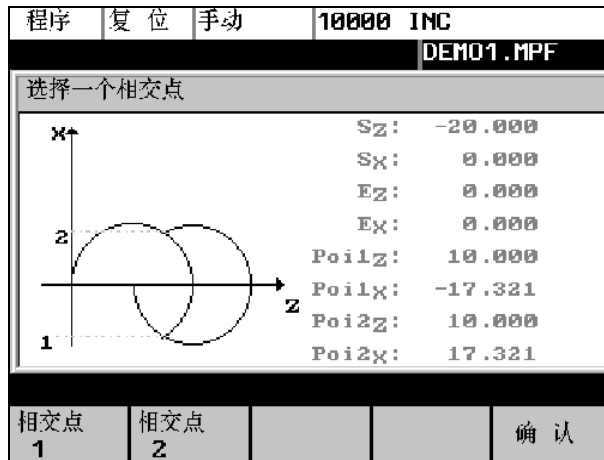 程序 复 位 手动 10000 INC
DEMO1.MPF
选择一个相交点
X
Sz: -20.000
Sx: 0.000
Ez: 0.000
Ex: 0.000
2
Poi1z: 10.000
Z
Poi1x: -17.321
Poi2z: 10.000
1
Poi2x: 17.321
相交点 1
相交点 2
确 认